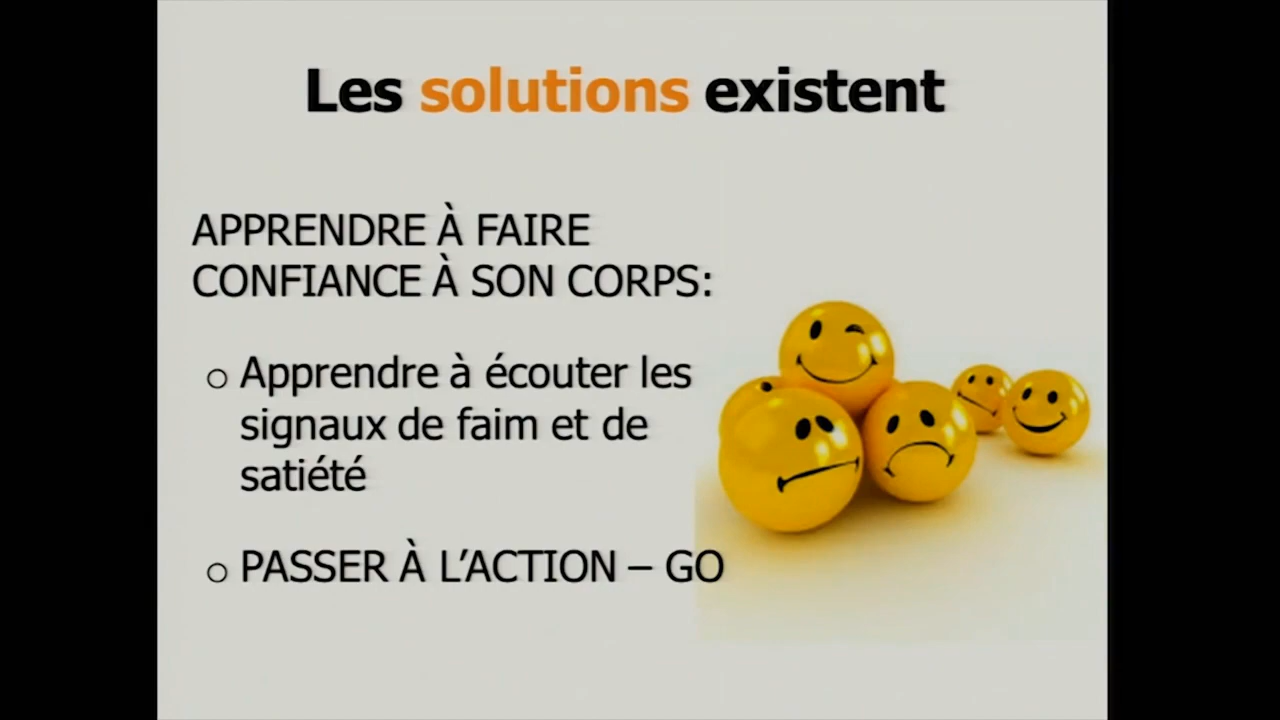 Les solutions existent
APPRENDRE À FAIRE
CONFIANCE À SON CORPS:
o Apprendre à écouter les
signaux de faim et de
satiété
o PASSER À L’ACTION – GO